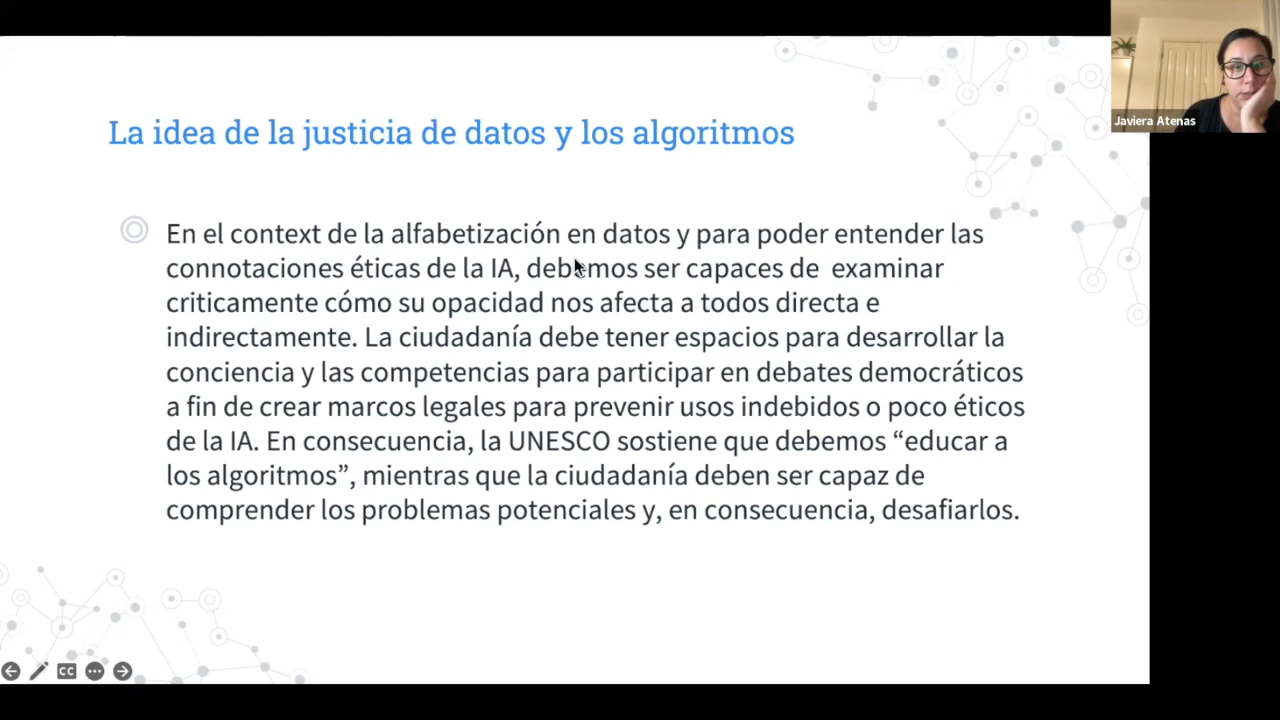 La idea de la justicia de datos y los algoritmos
En el context de la alfabetización en datos y para poder entender las
connotaciones éticas de la IA, debemos ser capaces de examinar
criticamente cómo su opacidad nos afecta a todos directa e
indirectamente. La ciudadanía debe tener espacios para desarrollar la
conciencia y las competencias para participar en debates democráticos
a fin de crear marcos legales para prevenir usos indebidos o poco éticos
de la IA. En consecuencia, la UNESCO sostiene que debemos “educar a
los algoritmos”, mientras que la ciudadanía deben ser capaz de
comprender los problemas potenciales y, en consecuencia, desafiarlos.
Javiera Atenas
CC